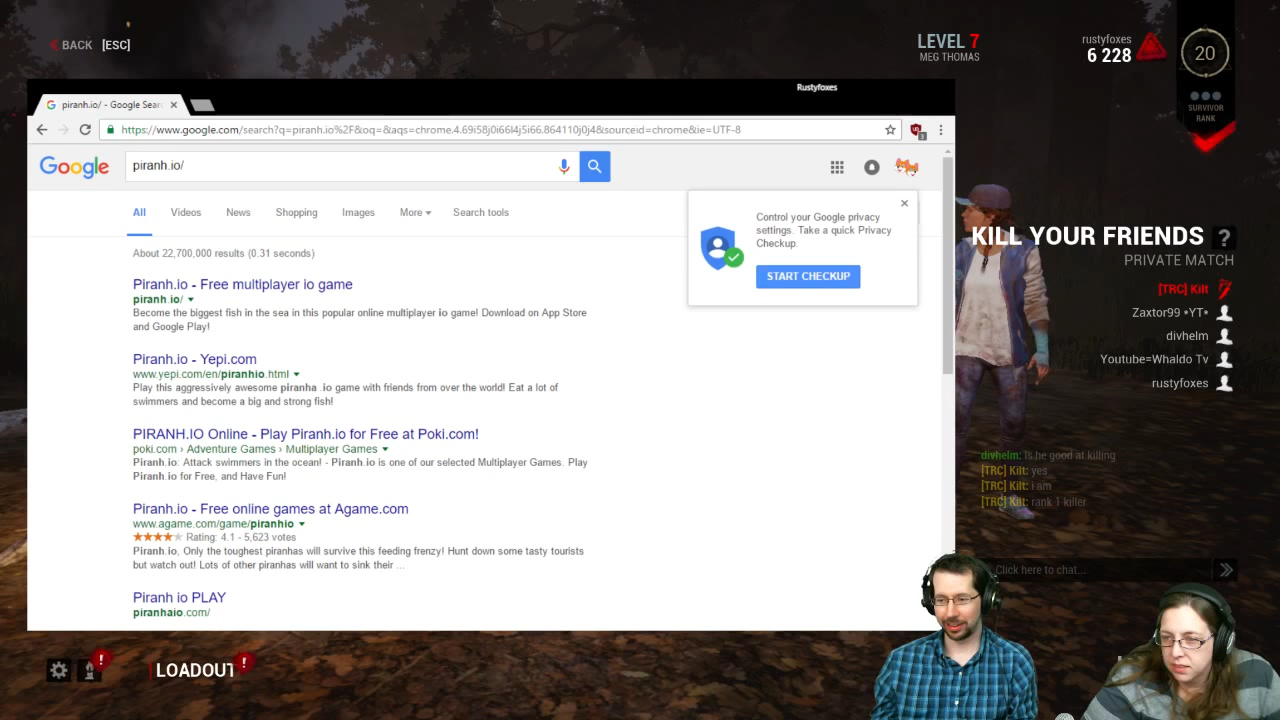 BACK [ESC]
LEVEL 7
MEG THOMAS
rustyfoxes
6 228
20
SURVIVOR
RANK
Rustyfoxes
piranh.io/ - Google Sear
https://www.google.com/search?q=piranh.io%2F&oq=&aqs=chrome.4.69i58j0i66l4j5i66.864110j0j4&sourceid=chrome&ie=UTF-8
Google
piranh.io/
All Videos News Shopping Images More Search tools
About 22,700,000 results (0.31 seconds)
Control your Google privacy
settings. Take a quick Privacy
Checkup.
START CHECKUP
Piranh.io - Free multiplayer io game
piranh.io/
Become the biggest fish in the sea in this popular online multiplayer io game! Download on App Store
and Google Play!
Piranh.io - Yepi.com
www.yepi.com/en/piranhio.html
Play this aggressively awesome piranha .io game with friends from over the world! Eat a lot of
swimmers and become a big and strong fish!
PIRANH.IO Online - Play Piranh.io for Free at Poki.com!
poki.com › Adventure Games › Multiplayer Games
Piranh.io: Attack swimmers in the ocean! - Piranh.io is one of our selected Multiplayer Games. Play
Piranh.io for Free, and Have Fun!
Piranh.io - Free online games at Agame.com
www.agame.com/game/piranhio
Rating: 4.1 - 5,623 votes
Piranh.io, Only the toughest piranhas will survive this feeding frenzy! Hunt down some tasty tourists
but watch out! Lots of other piranhas will want to sink their ...
Piranh io PLAY
piranhaio.com/
KILL YOUR FRIENDS ?
PRIVATE MATCH
[TRC] Kilt
Zaxtor99 *YT*
divhelm
Youtube=Whaldo Tv
rustyfoxes
divhelm: Is he good at killing
[TRC] Kilt: yes
[TRC] Kilt: i am
[TRC] Kilt: rank 1 killer
Click here to chat...
! LOADOUT !